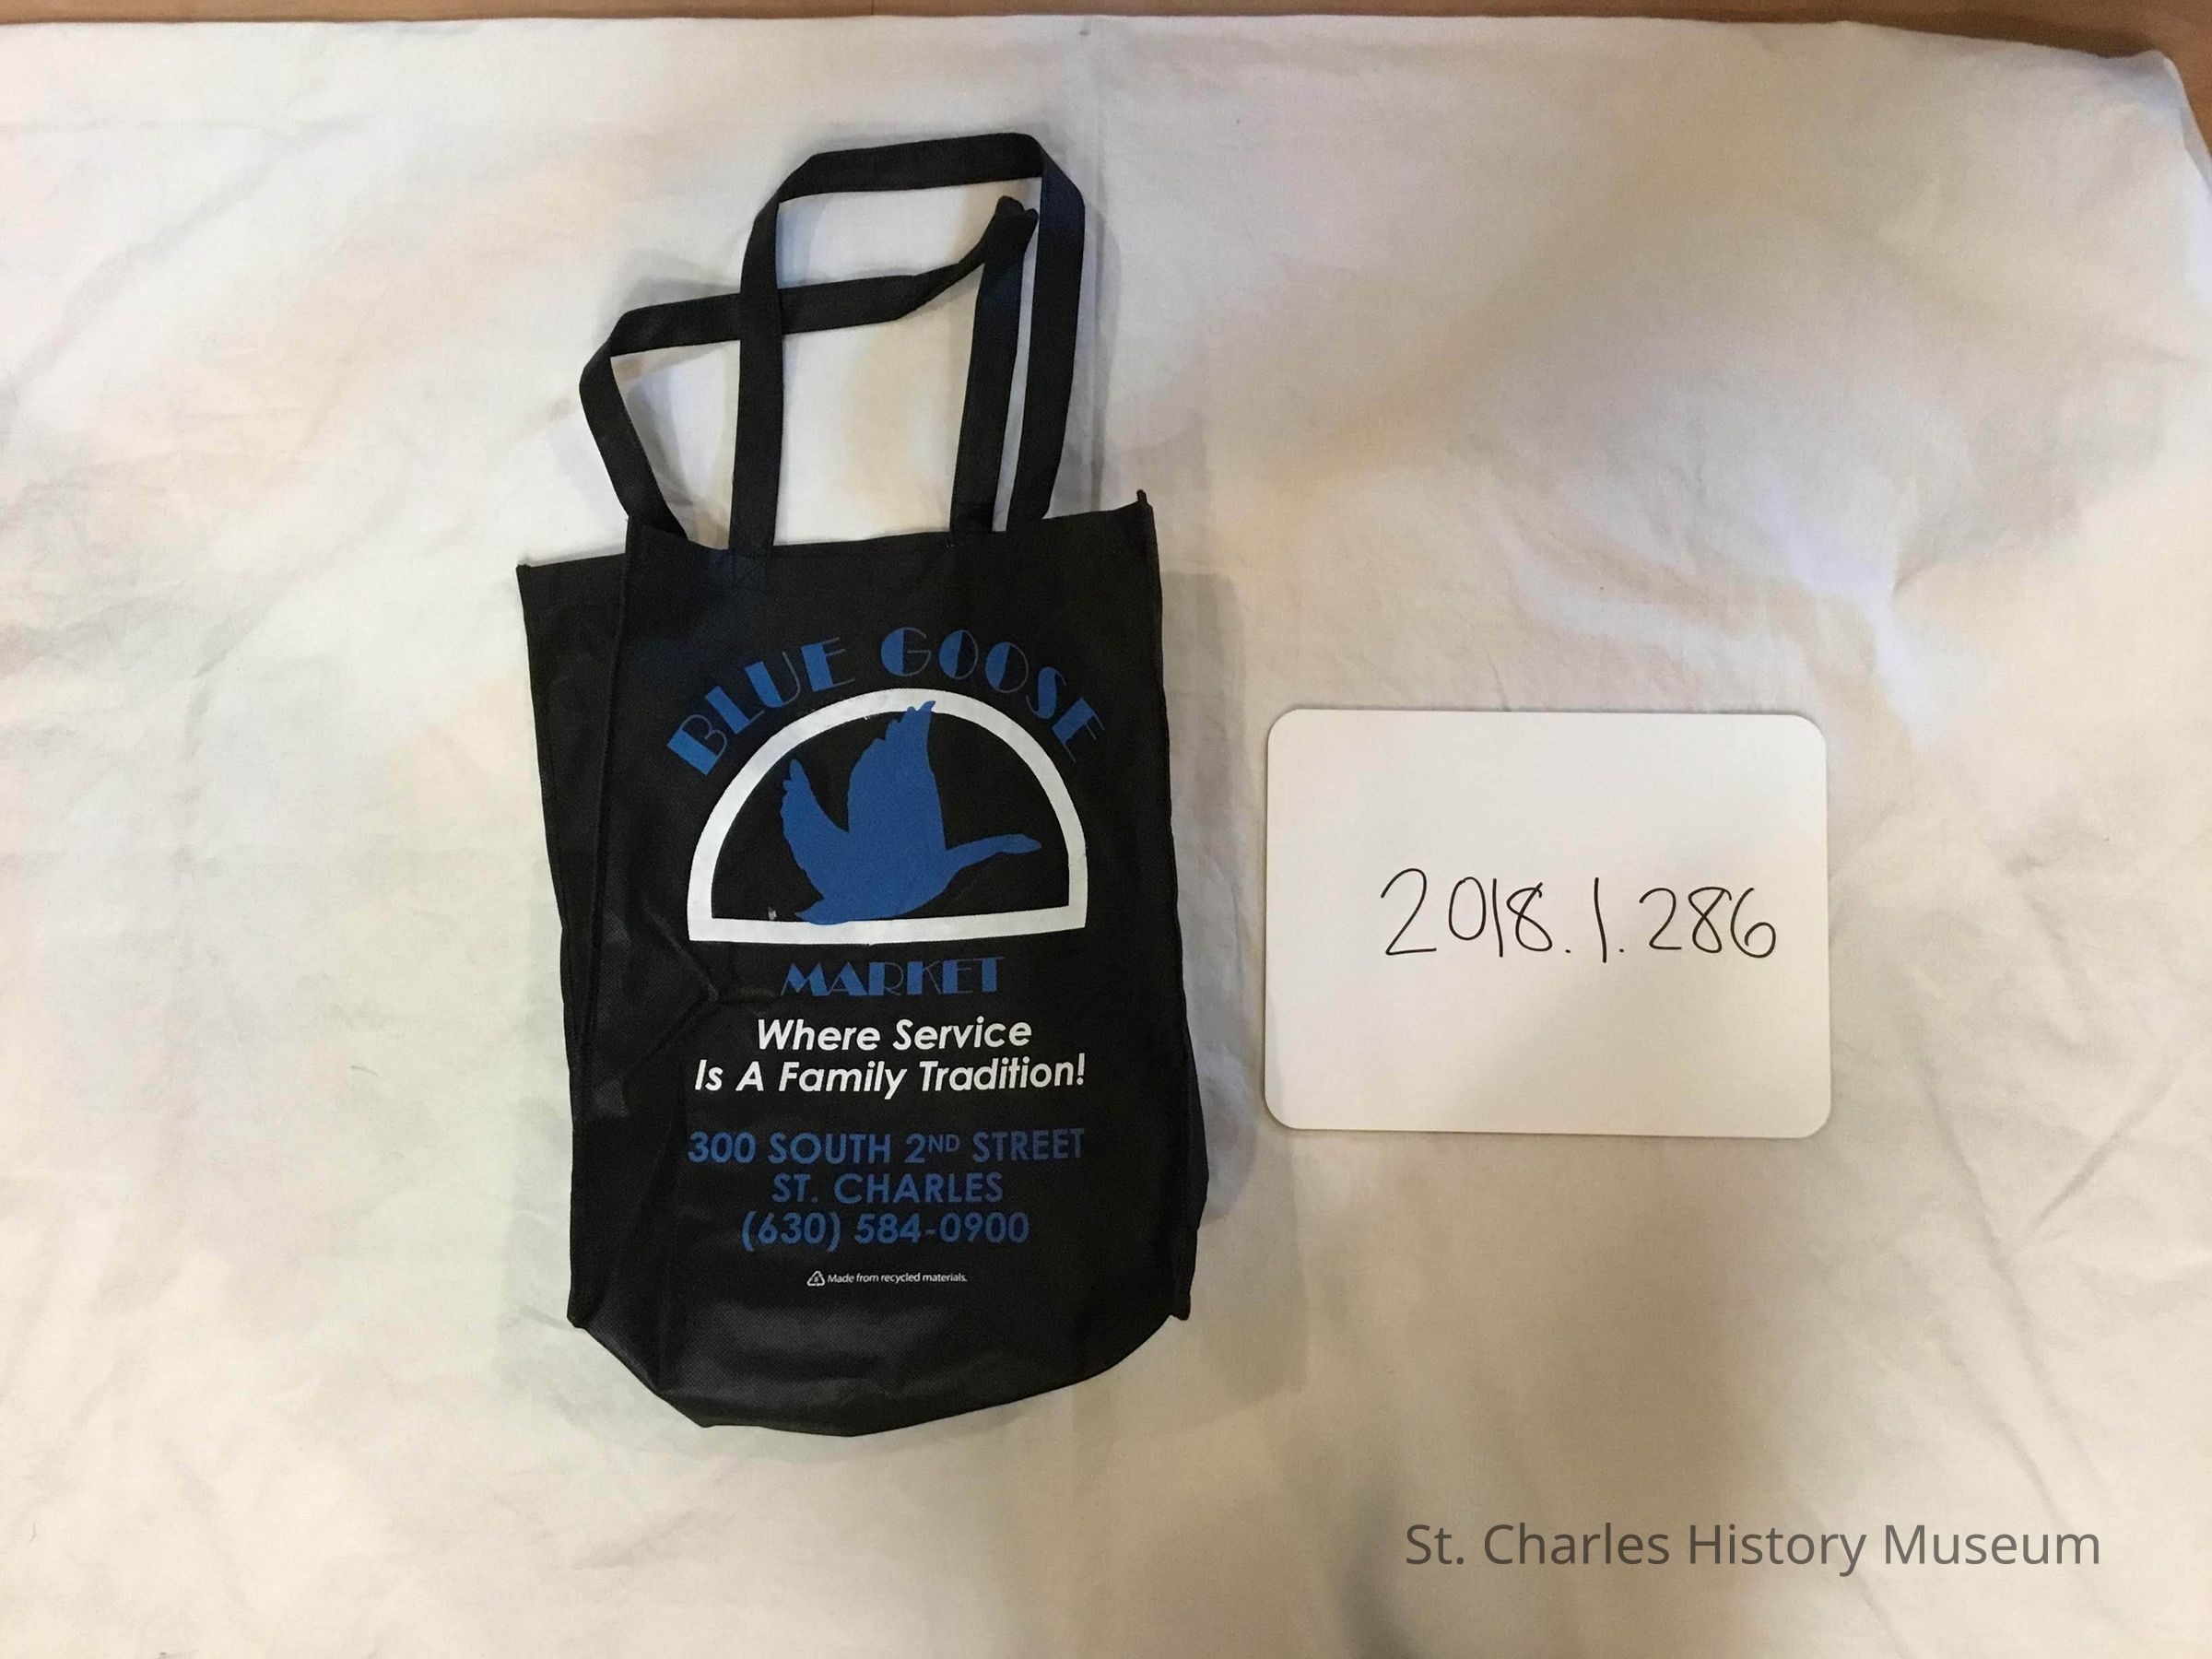 BLUE GOOSE
MARKET
Where Service
Is A Family Tradition!
300 SOUTH 2ND STREET
ST. CHARLES
(630) 584-0900
Made from recycled materials.
2018.1.286
St. Charles History Museum